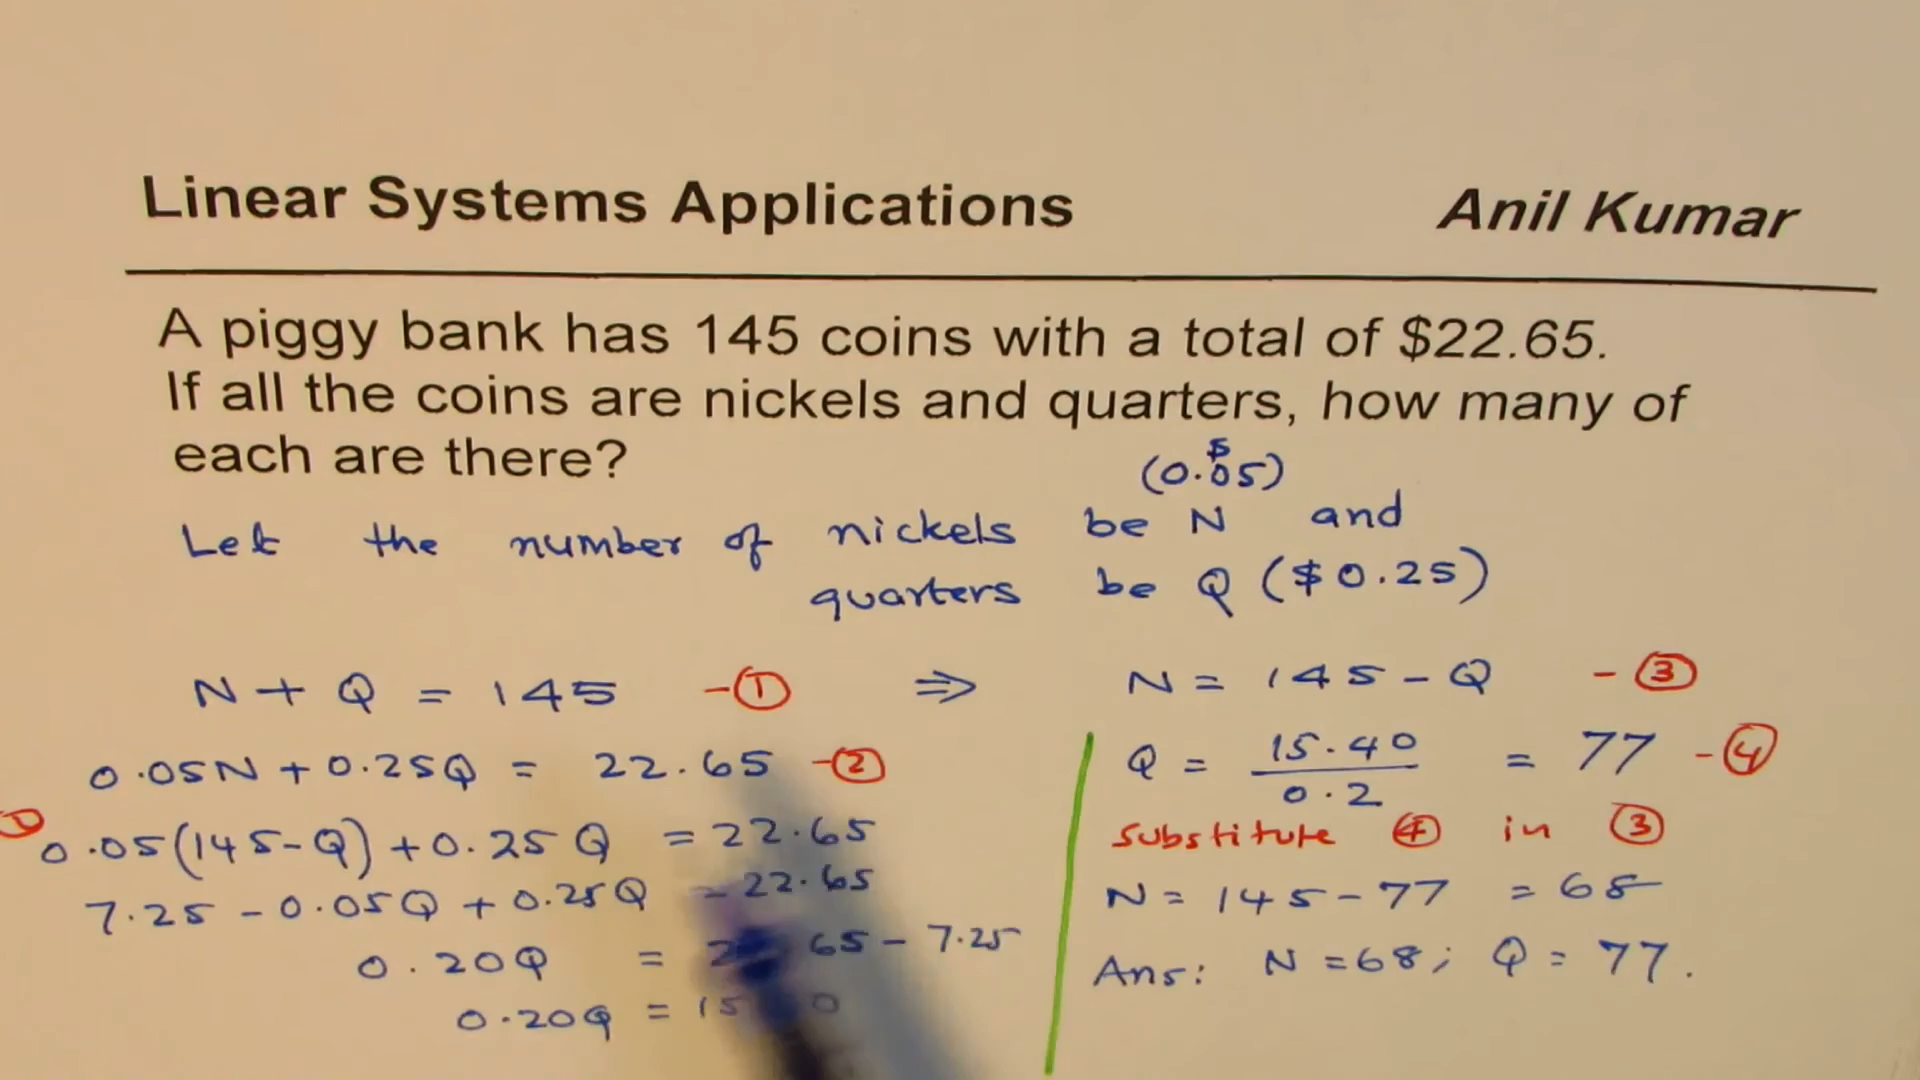 Linear Systems Applications
Anil Kumar
A piggy bank has 145 coins with a total of $22.65.
If all the coins are nickels and quarters, how many of
each are there?
($0.05)
Let the number of nickels be N and
quarters be Q ($0.25)
N + Q = 145 -①
⇒ N = 145 - Q -③
0.05N + 0.25Q = 22.65 -②
0.05(145-Q) + 0.25Q = 22.65
7.25 - 0.05Q + 0.25Q = 22.65
0.20Q = 2 65 - 7.25
0.20Q = 15 0
Q = 15.40/0.2 = 77 -④
Substitute ④ in ③
N = 145 - 77 = 68
Ans: N = 68; Q = 77.